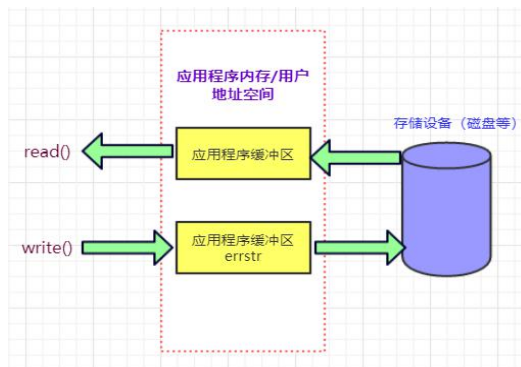 应用程序内存/用户
地址空间
存储设备（磁盘等）
read()
应用程序缓冲区
write()
应用程序缓冲区
errstr